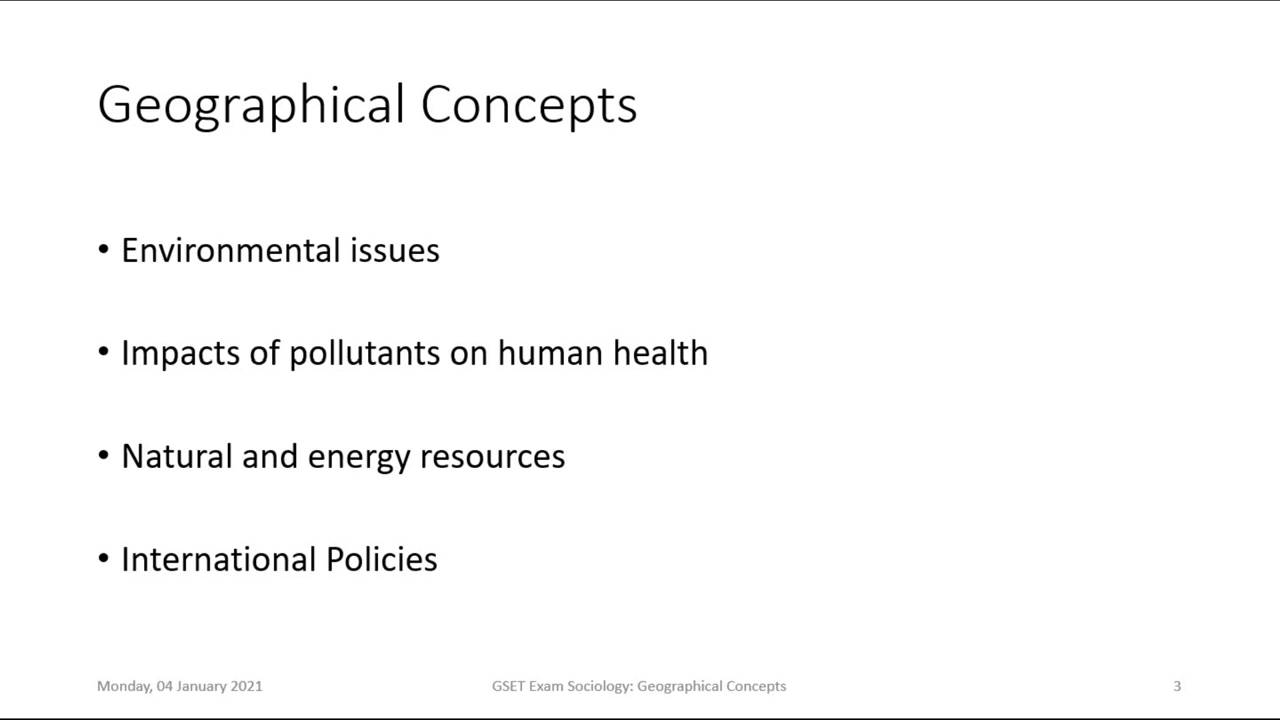 Geographical Concepts
• Environmental issues
• Impacts of pollutants on human health
• Natural and energy resources
• International Policies
Monday, 04 January 2021
GSET Exam Sociology: Geographical Concepts
3